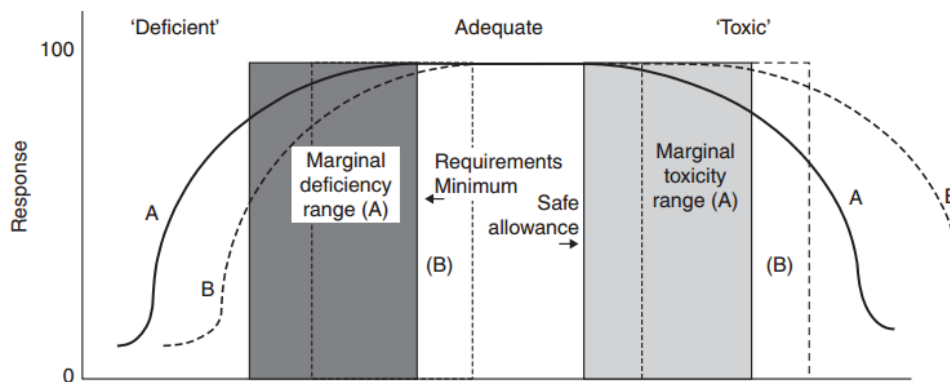 'Deficient'
Adequate
'Toxic'
100
Response
0
A
B
Marginal
deficiency
range (A)
Requirements
Minimum
(B)
Safe
allowance
Marginal
toxicity
range (A)
A
(B)